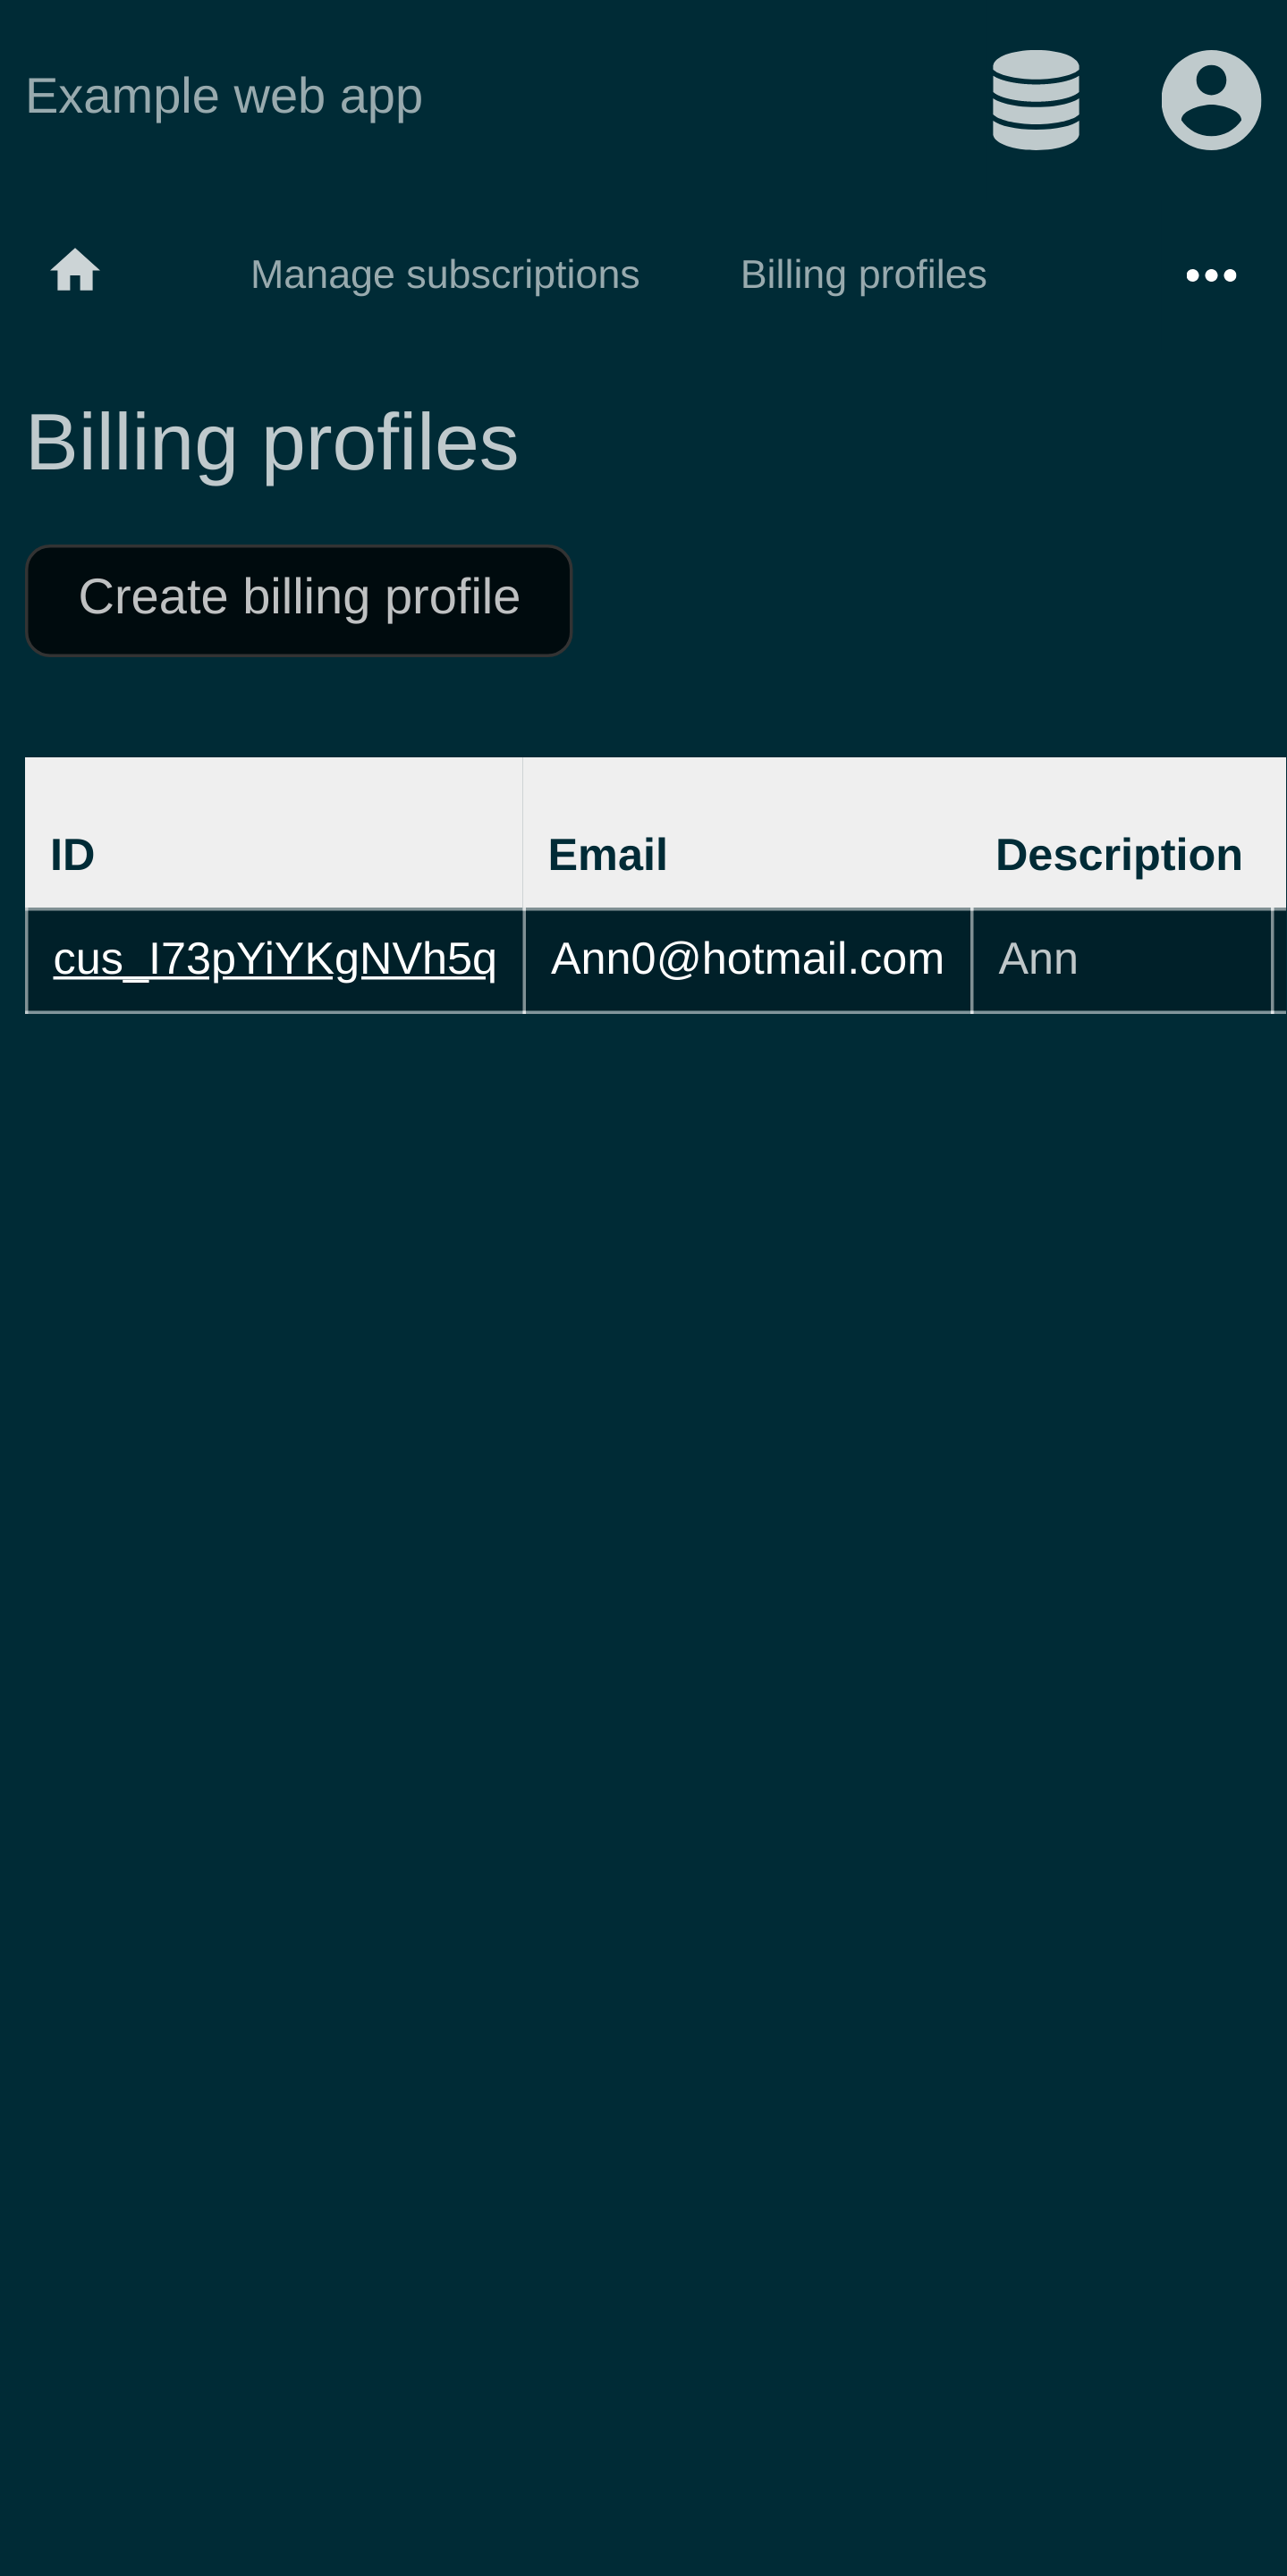 Example web app
Manage subscriptions Billing profiles
Billing profiles
Create billing profile
ID Email Description
cus_I73pYiYKgNVh5q Ann0@hotmail.com Ann